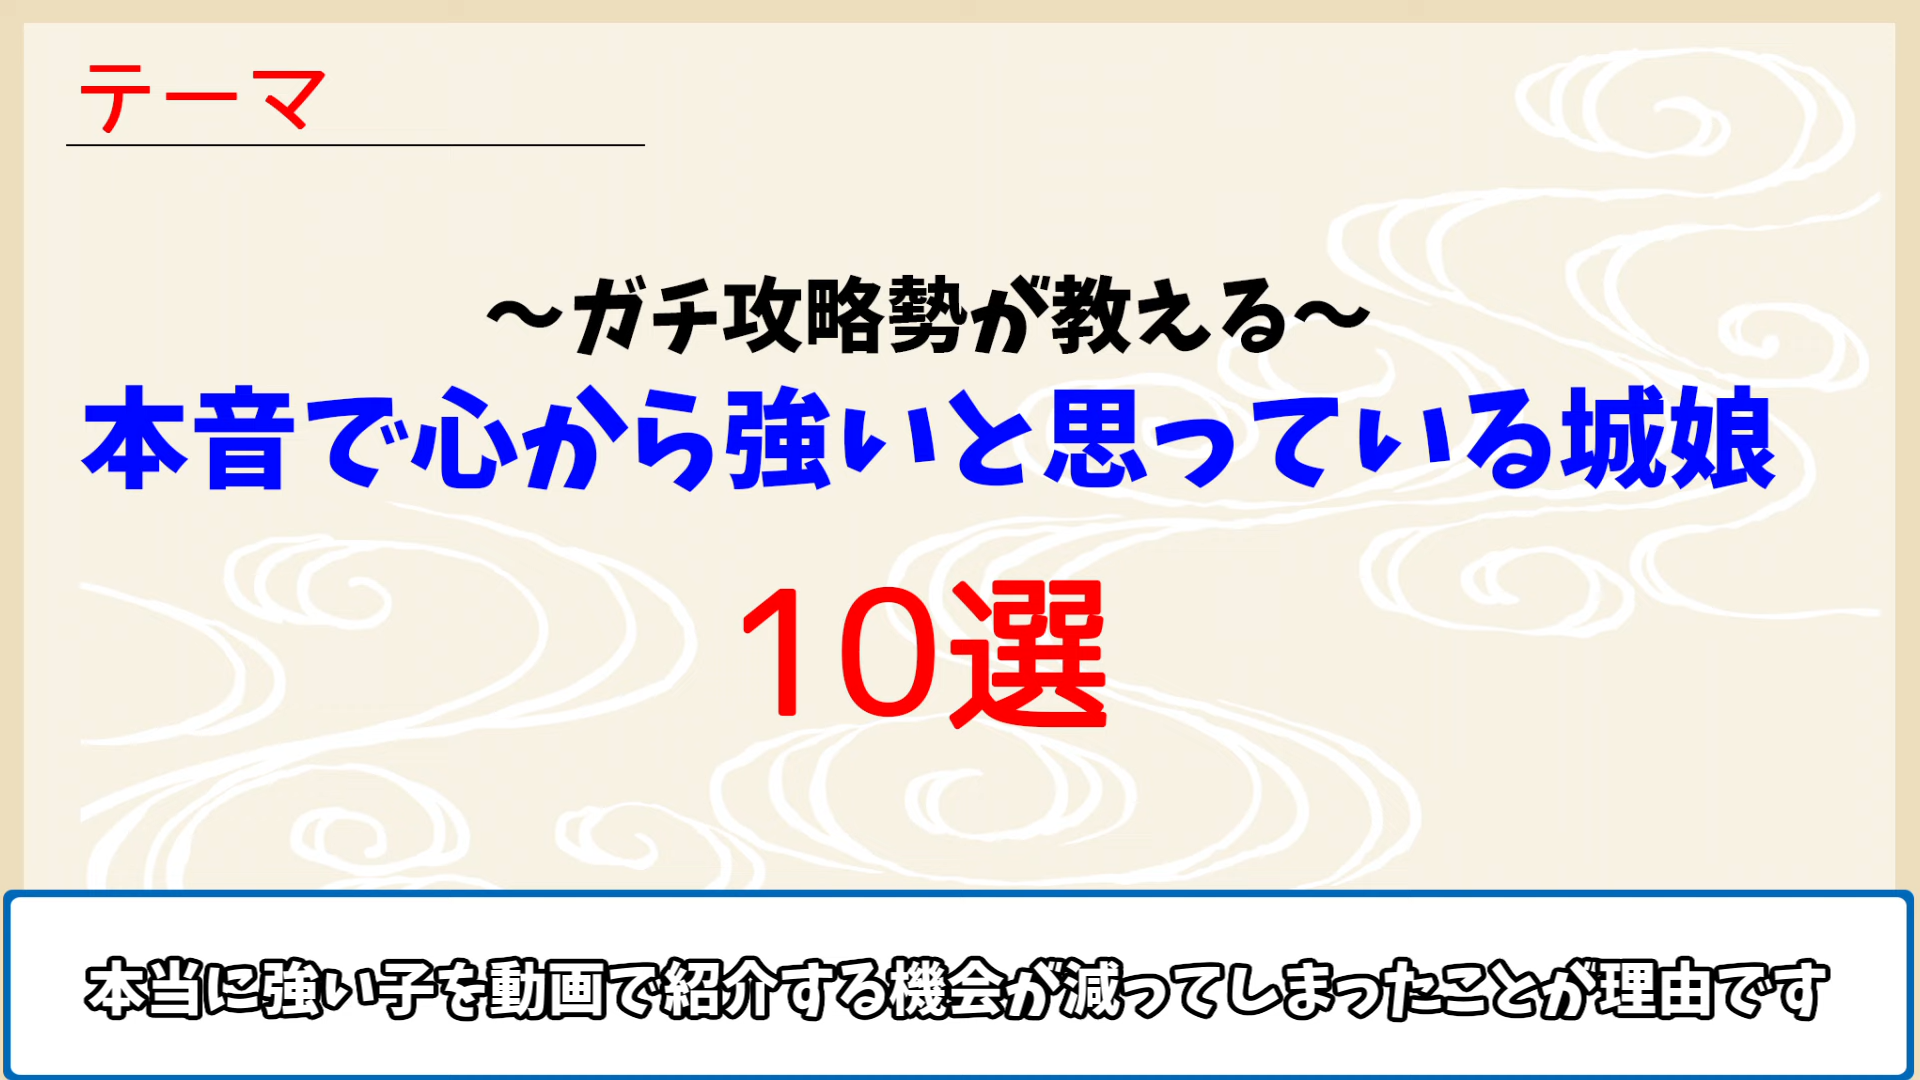 テーマ
～ガチ攻略勢が教える～
本音で心から強いと思っている城娘
10選
本当に強い子を動画で紹介する機会が減ってしまったことが理由です